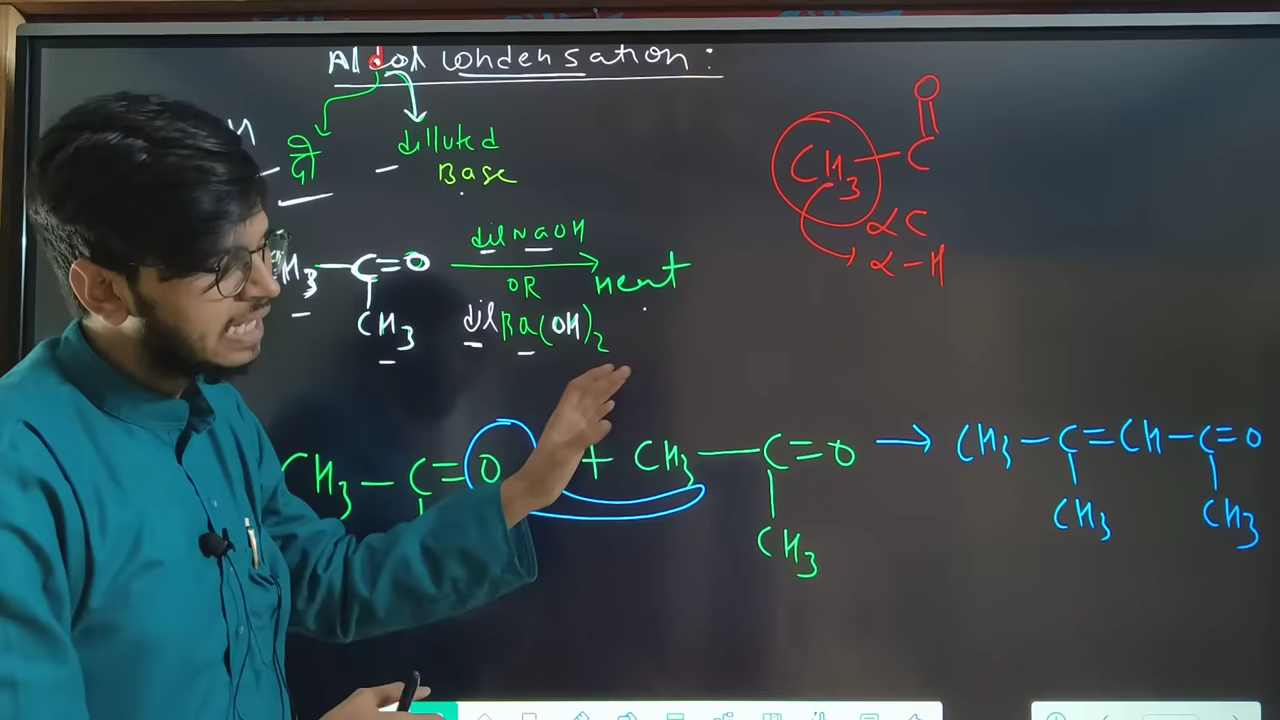 Aldol Condensation :
H
दो
diluted
Base
H3 — C = O
CH3
dil NaOH
OR
dil Ba(OH)2
Heat
O
CH3 — C
αC
α-H
CH3 — C = O + CH3 — C = O → CH3 — C = CH — C = O
CH3
CH3 CH3